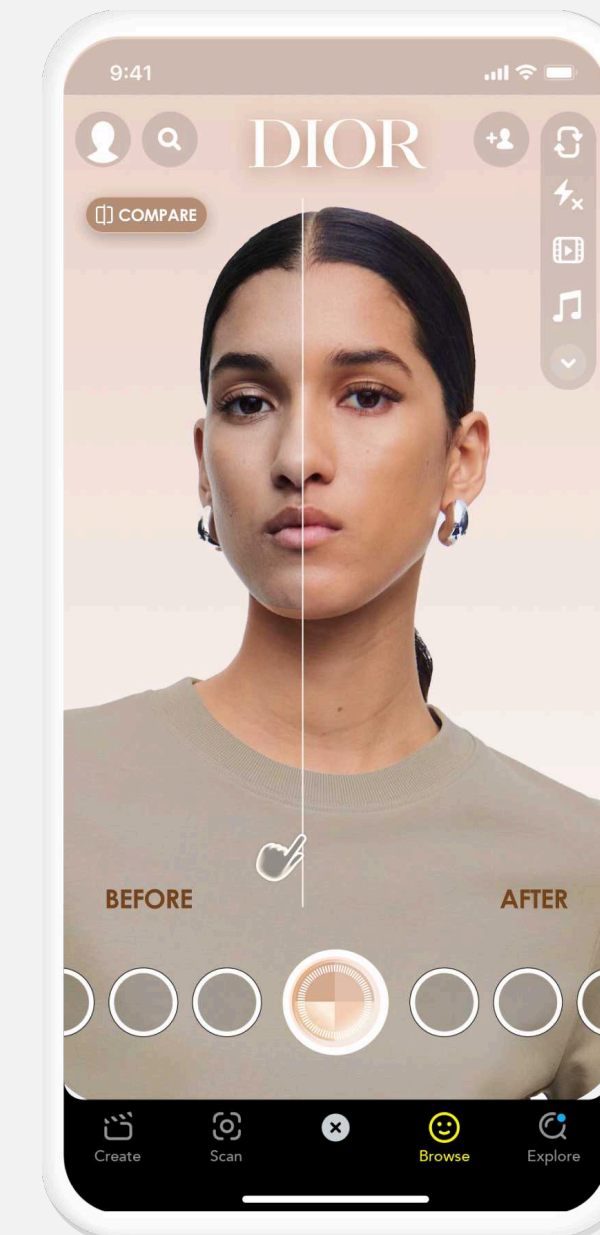 9:41
DIOR
COMPARE
BEFORE
AFTER
Create
Scan
Browse
Explore